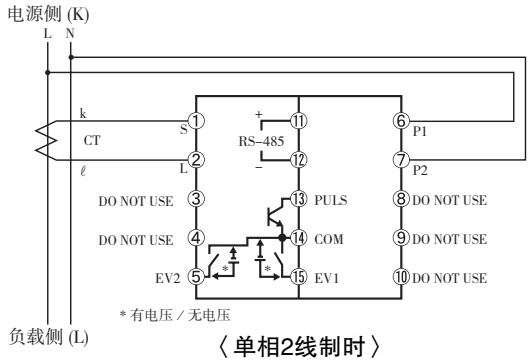 电源侧 (K)
L N
k
CT
ℓ
S ① ⑪ + ⑥ P1
RS-485
L ② ⑫ − ⑦ P2
DO NOT USE ③ ⑬ PULS ⑧ DO NOT USE
DO NOT USE ④ ⑭ COM ⑨ DO NOT USE
EV2 ⑤ * * ⑮ EV1 ⑩ DO NOT USE
* 有电压 / 无电压
负载侧 (L)
〈 单相2线制时 〉